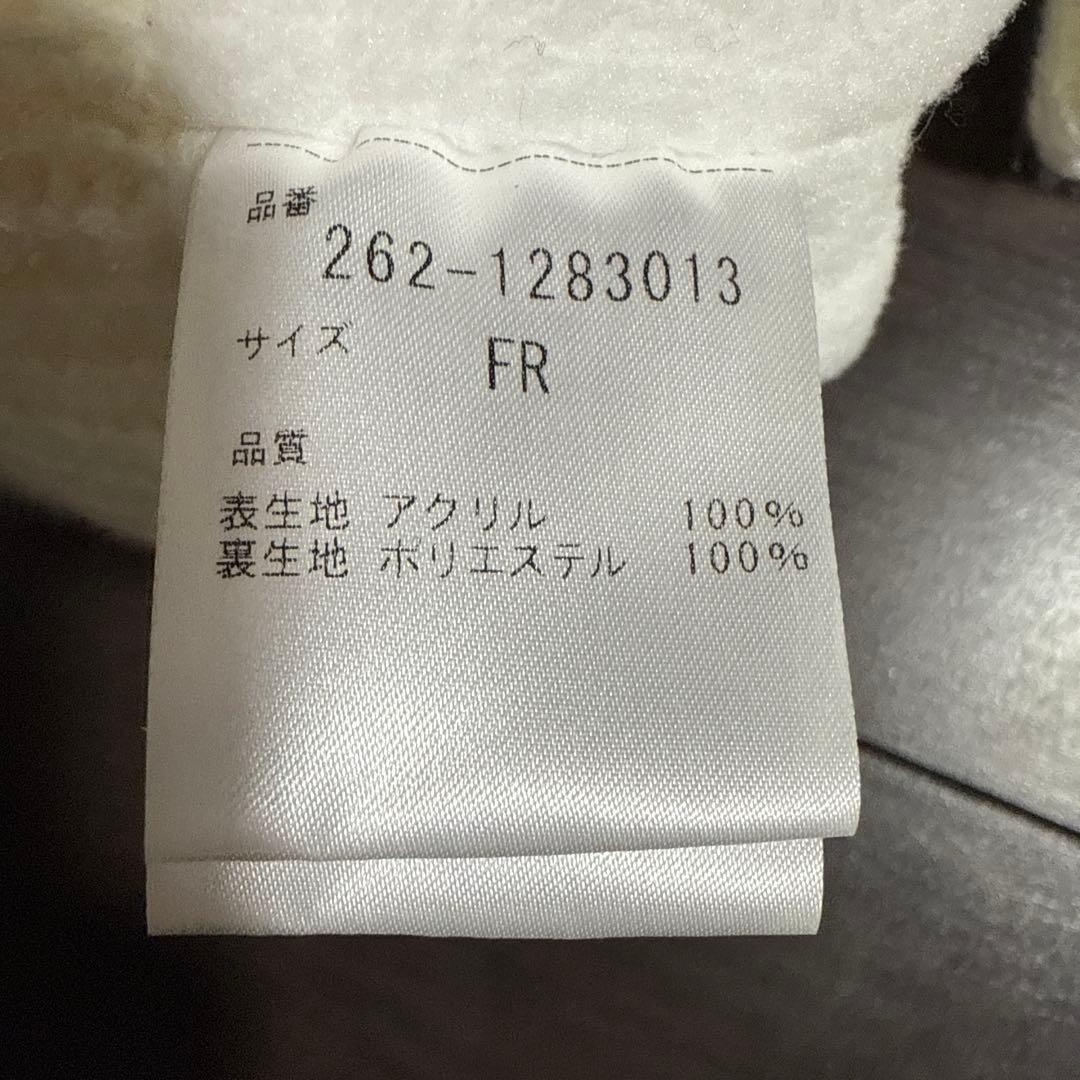 品番
262-1283013
サイズ FR
品質
表生地 アクリル 100%
裏生地 ポリエステル 100%